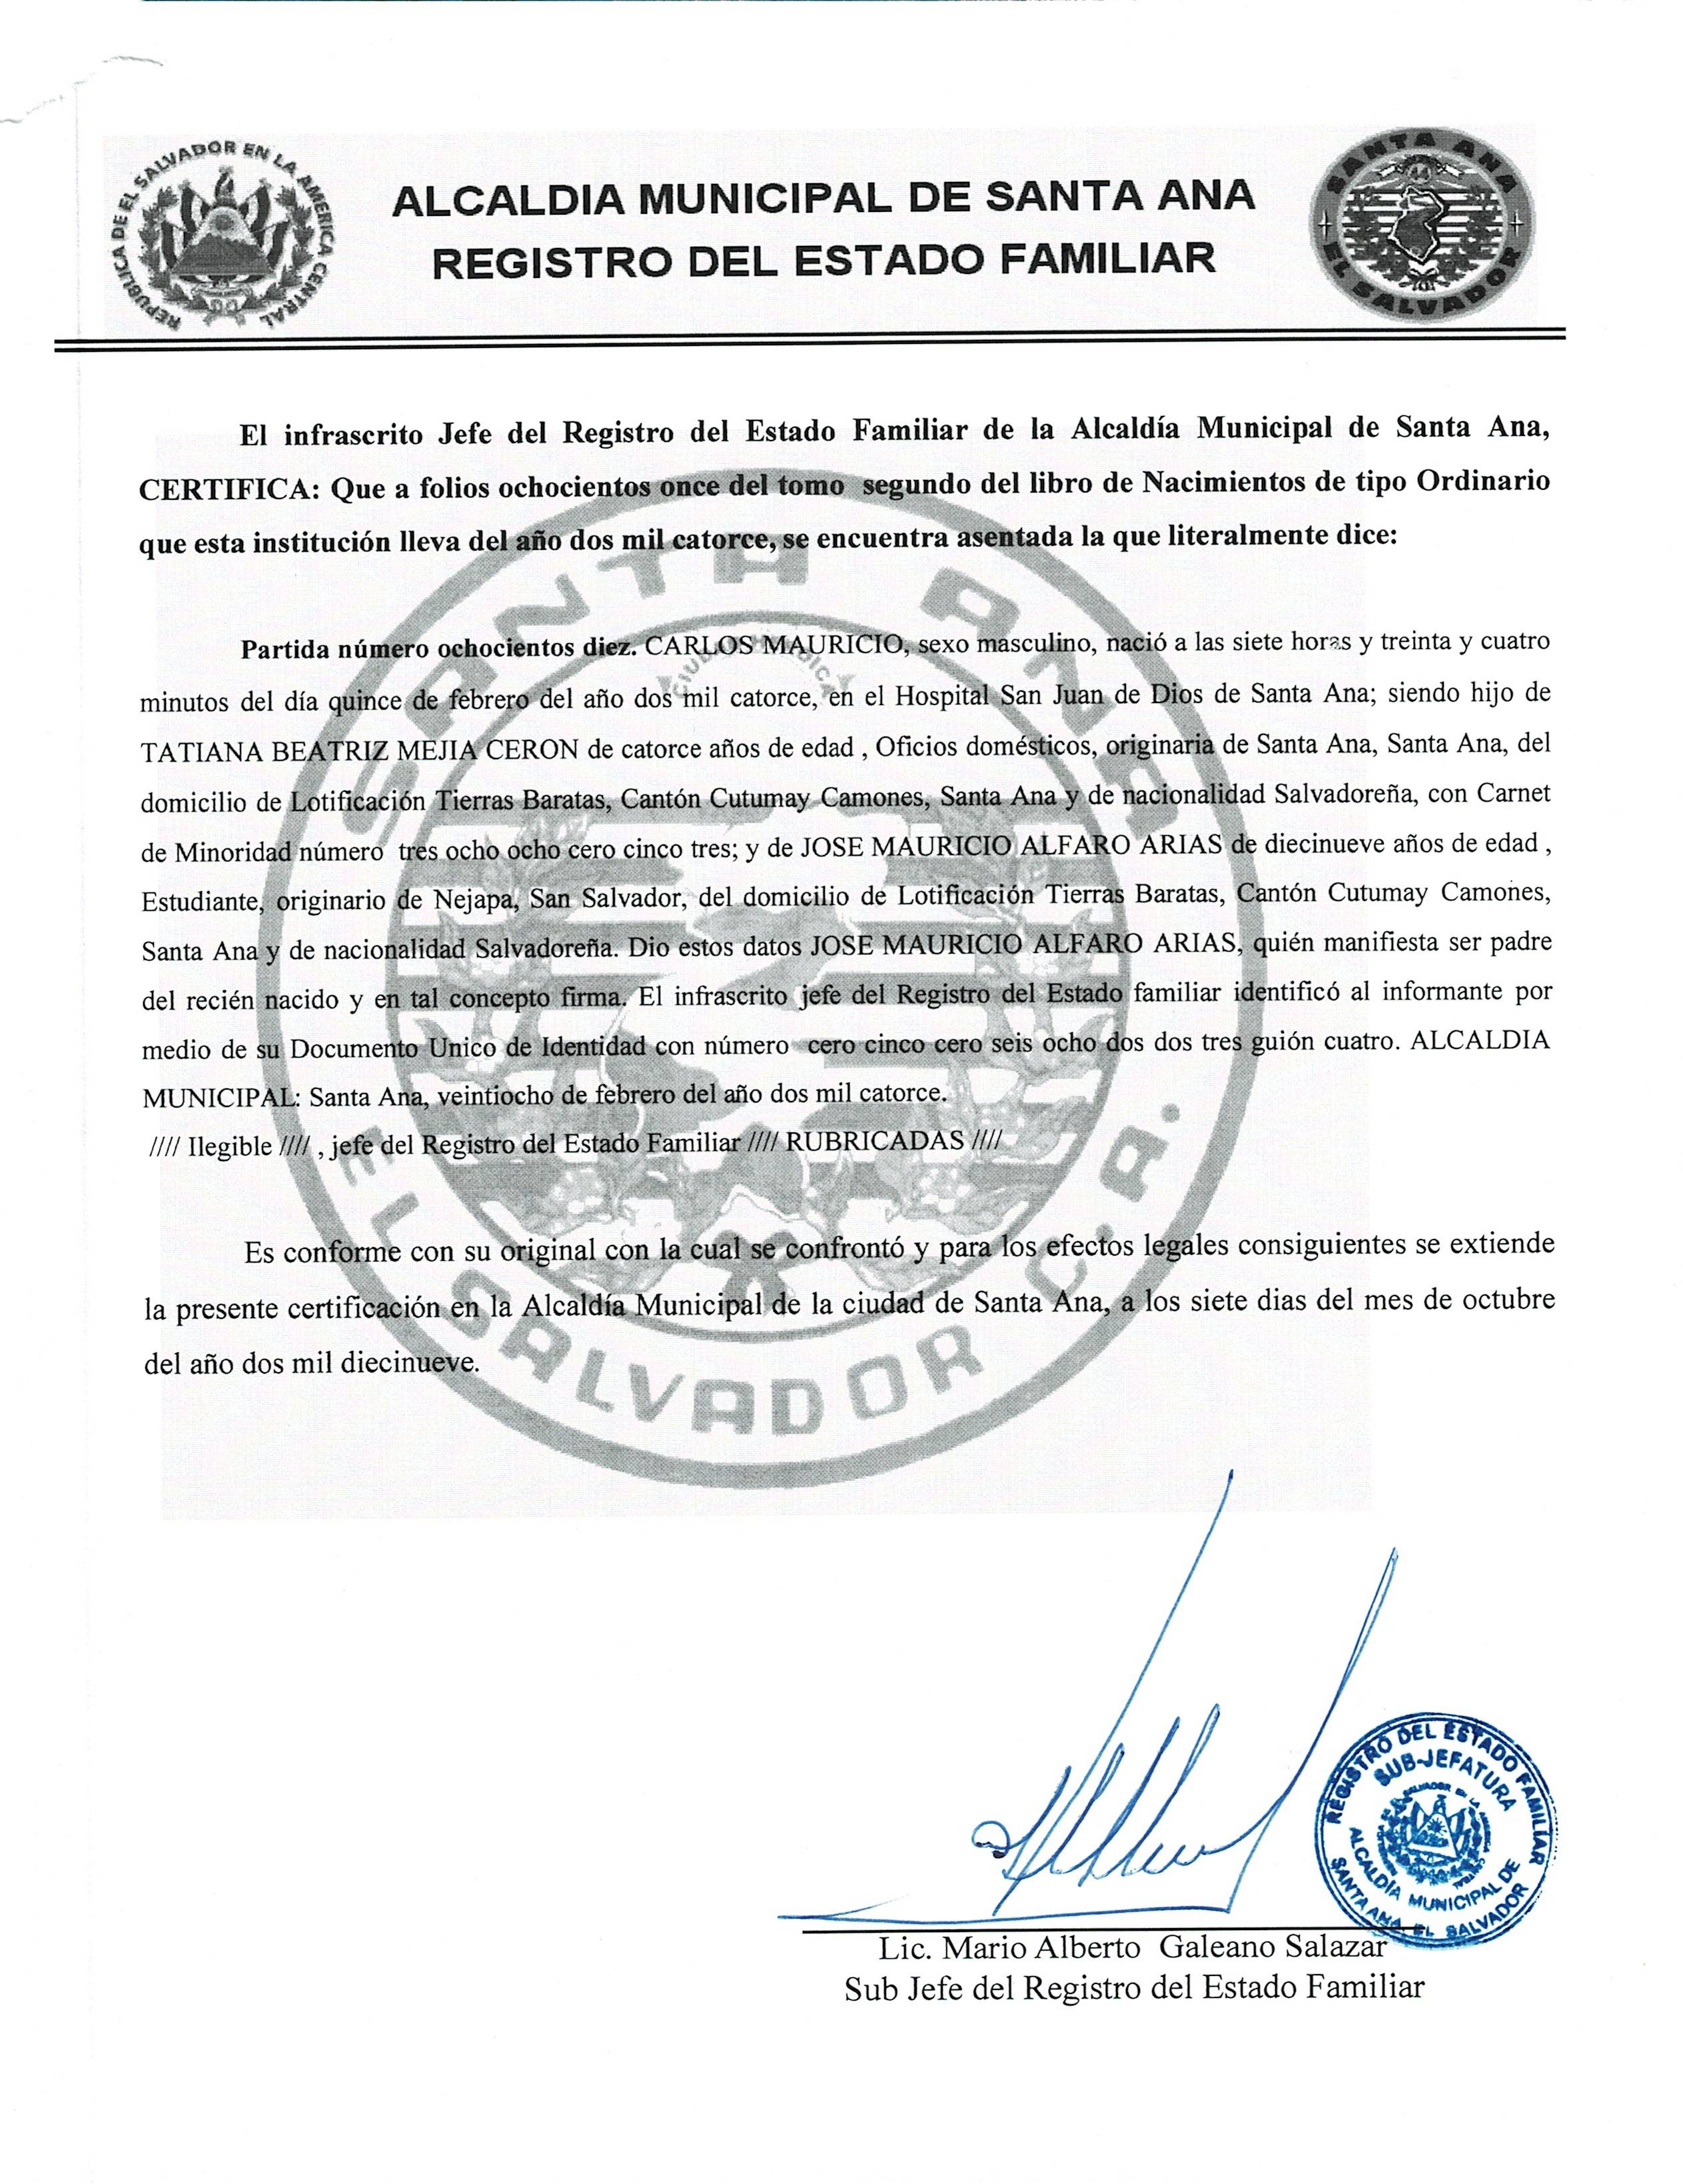 REPUBLICA DE EL SALVADOR EN LA AMERICA CENTRAL
ALCALDIA MUNICIPAL DE SANTA ANA
REGISTRO DEL ESTADO FAMILIAR
SANTA ANA
EL SALVADOR
El infrascrito Jefe del Registro del Estado Familiar de la Alcaldía Municipal de Santa Ana,
CERTIFICA: Que a folios ochocientos once del tomo segundo del libro de Nacimientos de tipo Ordinario
que esta institución lleva del año dos mil catorce, se encuentra asentada la que literalmente dice:
Partida número ochocientos diez. CARLOS MAURICIO, sexo masculino, nació a las siete horas y treinta y cuatro
minutos del día quince de febrero del año dos mil catorce, en el Hospital San Juan de Dios de Santa Ana; siendo hijo de
TATIANA BEATRIZ MEJIA CERON de catorce años de edad , Oficios domésticos, originaria de Santa Ana, Santa Ana, del
domicilio de Lotificación Tierras Baratas, Cantón Cutumay Camones, Santa Ana y de nacionalidad Salvadoreña, con Carnet
de Minoridad número tres ocho ocho cero cinco tres; y de JOSE MAURICIO ALFARO ARIAS de diecinueve años de edad ,
Estudiante, originario de Nejapa, San Salvador, del domicilio de Lotificación Tierras Baratas, Cantón Cutumay Camones,
Santa Ana y de nacionalidad Salvadoreña. Dio estos datos JOSE MAURICIO ALFARO ARIAS, quién manifiesta ser padre
del recién nacido y en tal concepto firma. El infrascrito jefe del Registro del Estado familiar identificó al informante por
medio de su Documento Unico de Identidad con número cero cinco cero seis ocho dos dos tres guión cuatro. ALCALDIA
MUNICIPAL: Santa Ana, veintiocho de febrero del año dos mil catorce.
//// Ilegible //// , jefe del Registro del Estado Familiar //// RUBRICADAS ////
Es conforme con su original con la cual se confrontó y para los efectos legales consiguientes se extiende
la presente certificación en la Alcaldía Municipal de la ciudad de Santa Ana, a los siete dias del mes de octubre
del año dos mil diecinueve.
SANTA ANA
EL SALVADOR C.A.
REGISTRO DEL ESTADO FAMILIAR
SUB-JEFATURA
ALCALDIA MUNICIPAL DE
SANTA ANA, EL SALVADOR
Lic. Mario Alberto Galeano Salazar
Sub Jefe del Registro del Estado Familiar